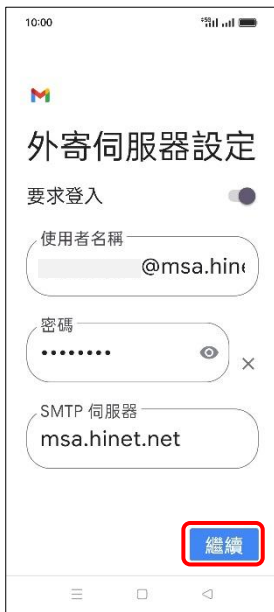 10:00
外寄伺服器設定
要求登入
使用者名稱
@msa.hine
密碼
••••••••
SMTP 伺服器
msa.hinet.net
繼續